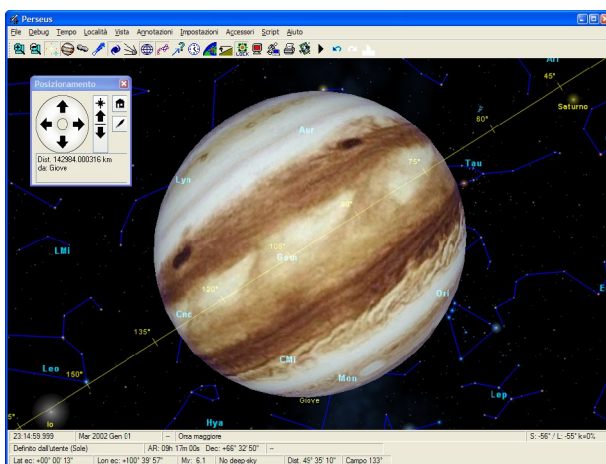 Perseus
File Debug Tempo Località Vista Annotazioni Impostazioni Accessori Script Aiuto
LOCK
Posizionamento
Dist. 142984.000316 km
da: Giove
Ari
45°
Saturno
60°
Aur
75°
Tau
Lyn
90°
LMi
105°
Gem
120°
Ori
Cnc
135°
CMi
Leo
150°
Mon
Lep
Giove
Io
Hya
23:14:59.999 Mar 2002 Gen 01 -- Orsa maggiore S: -56° / L: -55° k=0%
Definito dall'utente (Sole) AR: 09h 17m 00s Dec: +66° 32' 50" --
Lat ec: +00° 00' 13" Lon ec: +100° 39' 57" Mv: 6.1 No deep-sky Dist. 45° 35' 10" Campo 133°